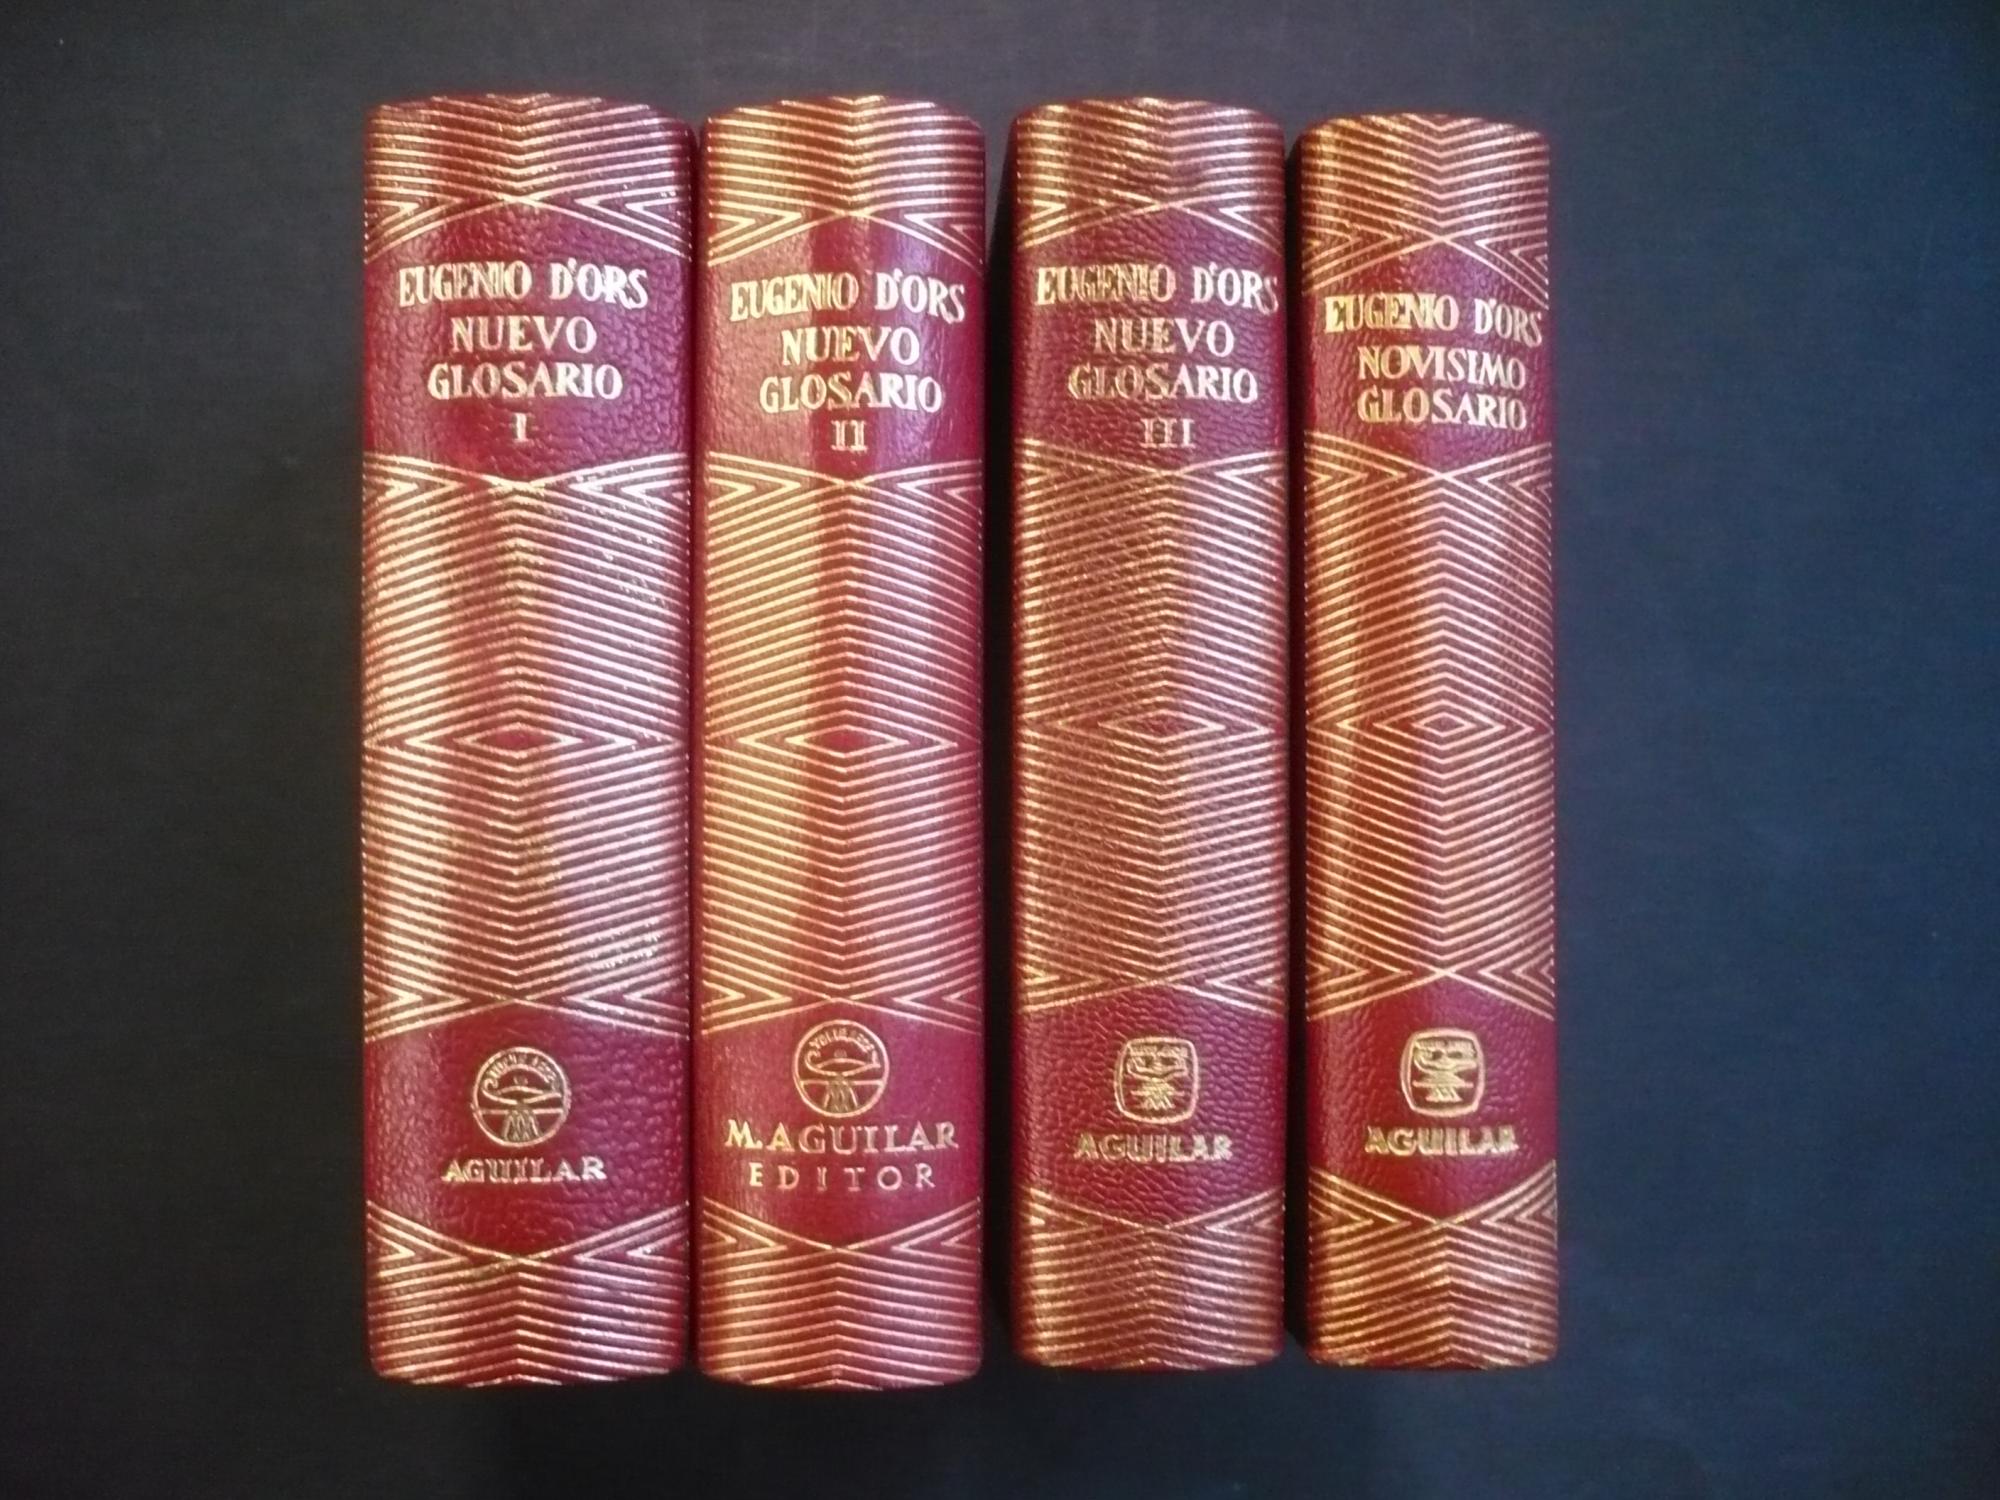 EUGENIO D'ORS
NUEVO
GLOSARIO
I
AGUILAR
EUGENIO D'ORS
NUEVO
GLOSARIO
II
M. AGUILAR
EDITOR
EUGENIO D'ORS
NUEVO
GLOSARIO
III
AGUILAR
EUGENIO D'ORS
NOVISIMO
GLOSARIO
AGUILAR